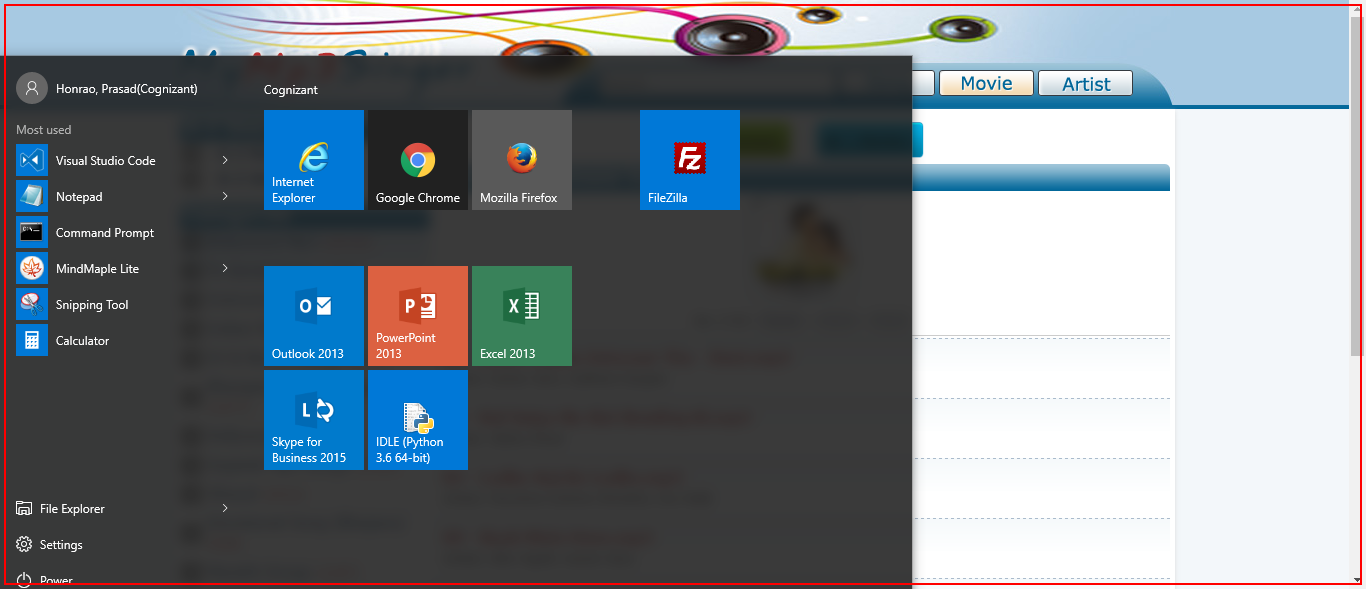 Movie
Artist
Honrao, Prasad(Cognizant)
Most used
Visual Studio Code
Notepad
Command Prompt
MindMaple Lite
Snipping Tool
Calculator
File Explorer
Settings
Power
Cognizant
Internet
Explorer
Google Chrome
Mozilla Firefox
FileZilla
Outlook 2013
PowerPoint
2013
Excel 2013
Skype for
Business 2015
IDLE (Python
3.6 64-bit)